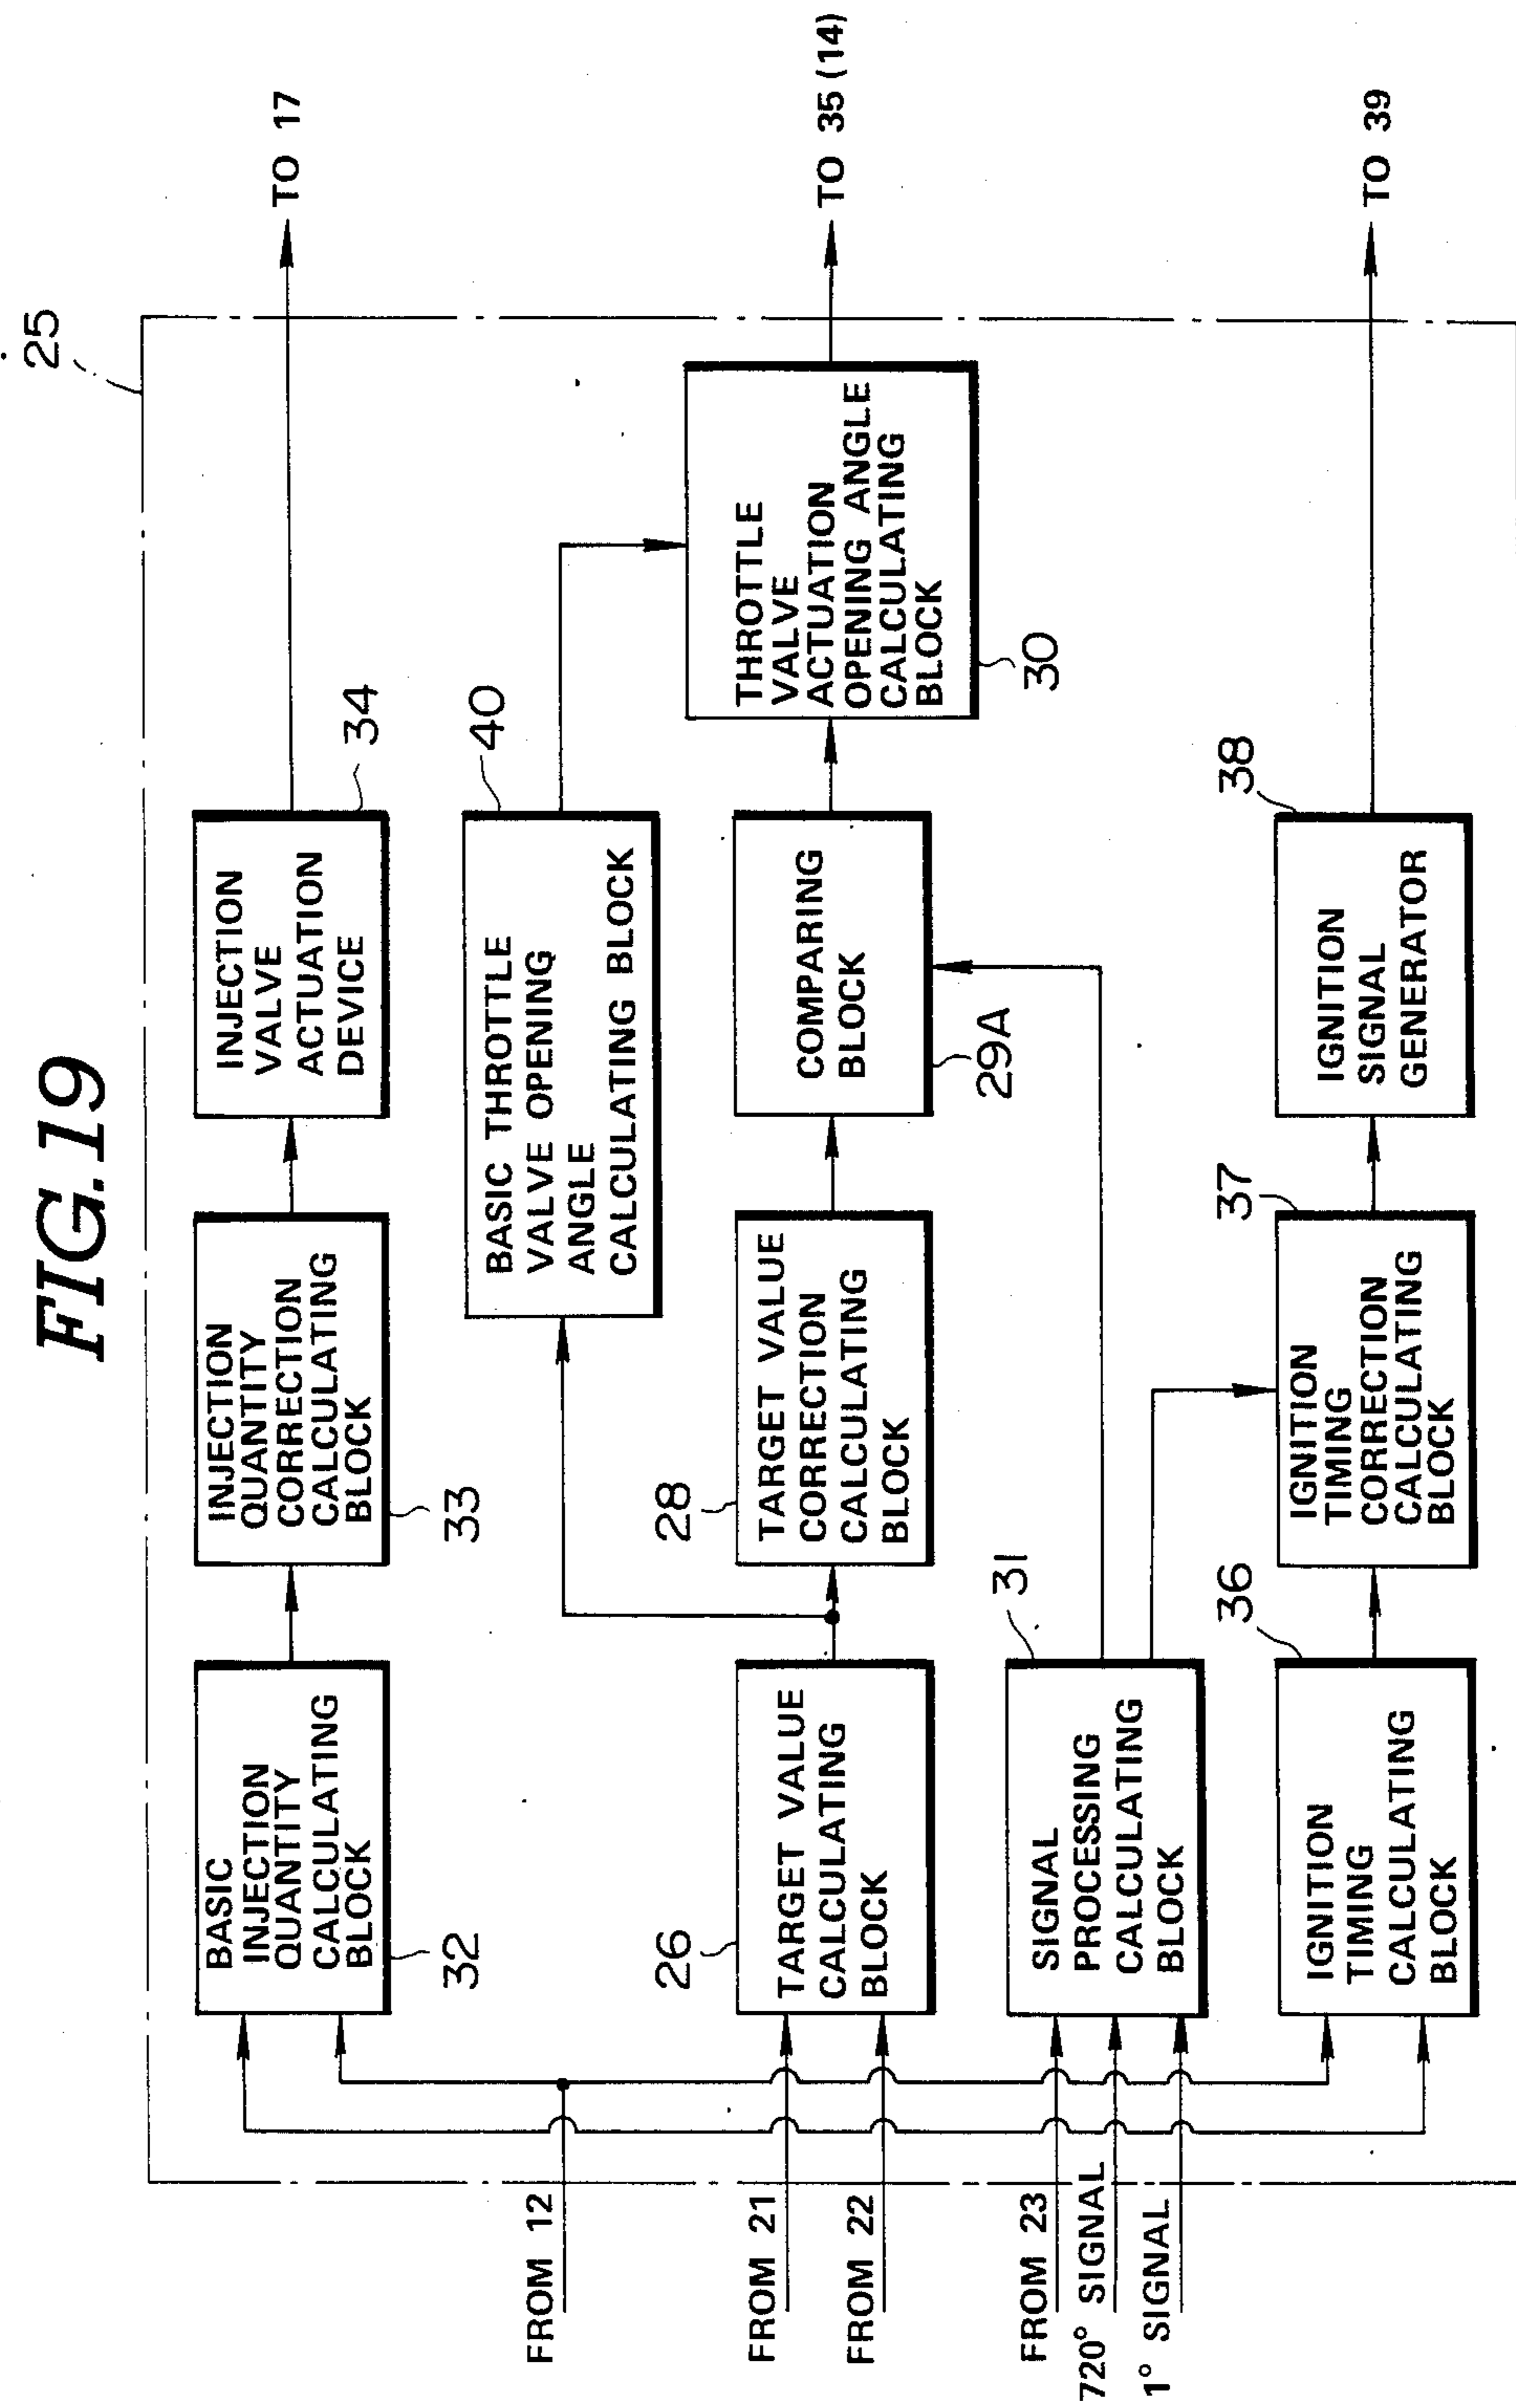 FIG.19
25
FROM 12
FROM 21
FROM 22
FROM 23
720° SIGNAL
1° SIGNAL
BASIC
INJECTION
QUANTITY
CALCULATING
BLOCK
32
INJECTION
QUANTITY
CORRECTION
CALCULATING
BLOCK
33
INJECTION
VALVE
ACTUATION
DEVICE
34
TO 17
BASIC THROTTLE
VALVE OPENING
ANGLE
CALCULATING BLOCK
40
26
TARGET VALUE
CALCULATING
BLOCK
28
TARGET VALUE
CORRECTION
CALCULATING
BLOCK
COMPARING
BLOCK
29A
THROTTLE
VALVE
ACTUATION
OPENING ANGLE
CALCULATING
BLOCK
30
TO 35 (14)
31
SIGNAL
PROCESSING
CALCULATING
BLOCK
36
IGNITION
TIMING
CALCULATING
BLOCK
37
IGNITION
TIMING
CORRECTION
CALCULATING
BLOCK
38
IGNITION
SIGNAL
GENERATOR
TO 39